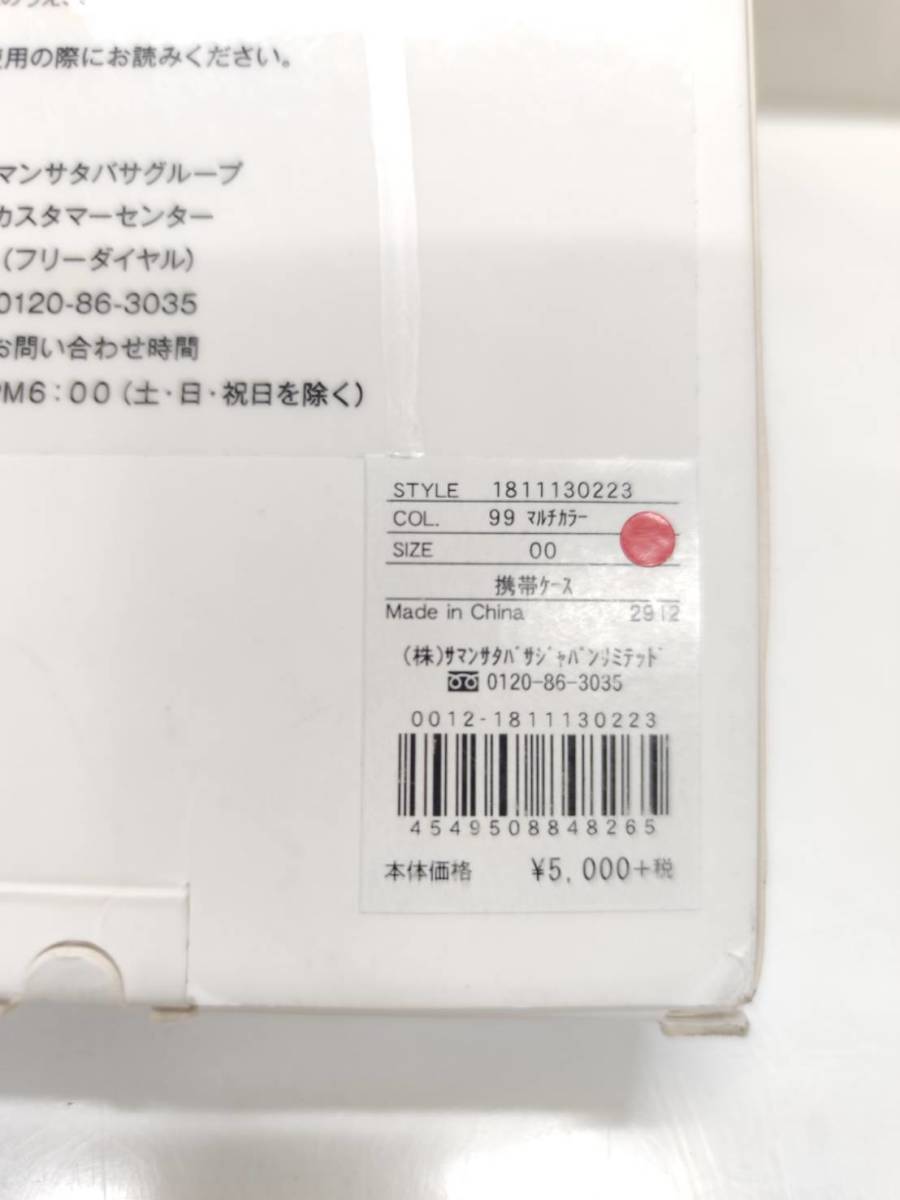 使用の際にお読みください。
マンサタバサグループ
カスタマーセンター
(フリーダイヤル)
0120-86-3035
お問い合わせ時間
PM6:00(土・日・祝日を除く)
STYLE 1811130223
COL. 99 ﾏﾙﾁｶﾗｰ
SIZE 00
携帯ｹｰｽ
Made in China 2912
(株)ｻﾏﾝｻﾀﾊﾞｻｼﾞｬﾊﾟﾝﾘﾐﾃｯﾄﾞ
0120-86-3035
0012-1811130223
4549508848265
本体価格 ¥5,000+税